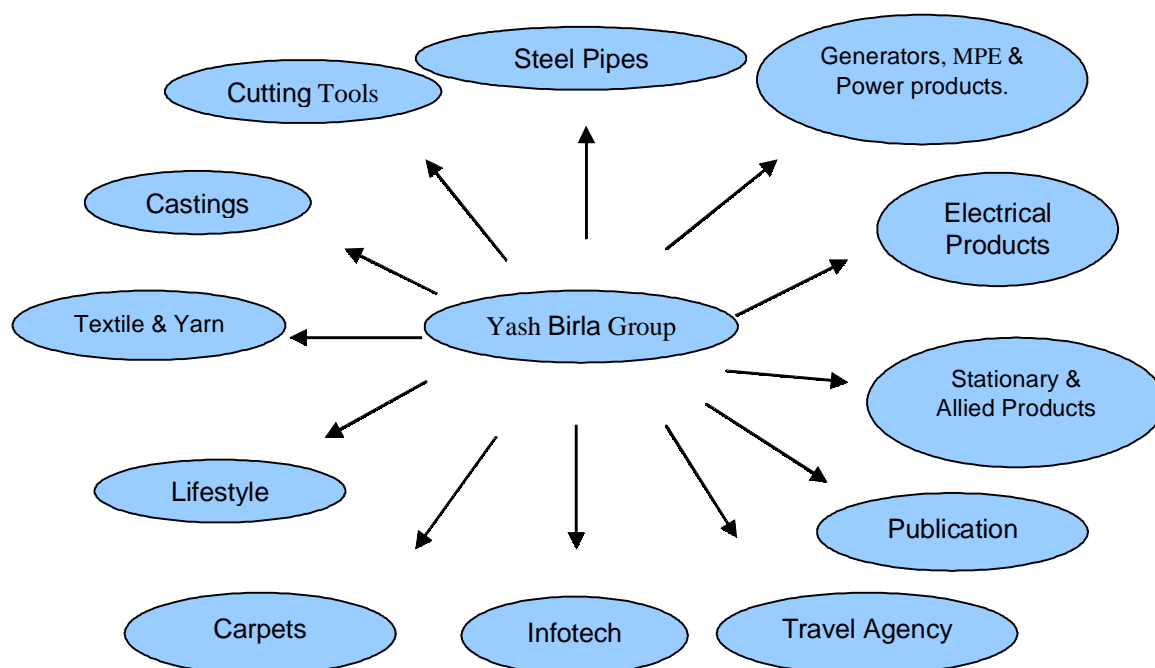 Steel Pipes
Generators, MPE &
Power products.
Cutting Tools
Castings
Electrical
Products
Textile & Yarn
Yash Birla Group
Stationary &
Allied Products
Lifestyle
Publication
Carpets
Infotech
Travel Agency